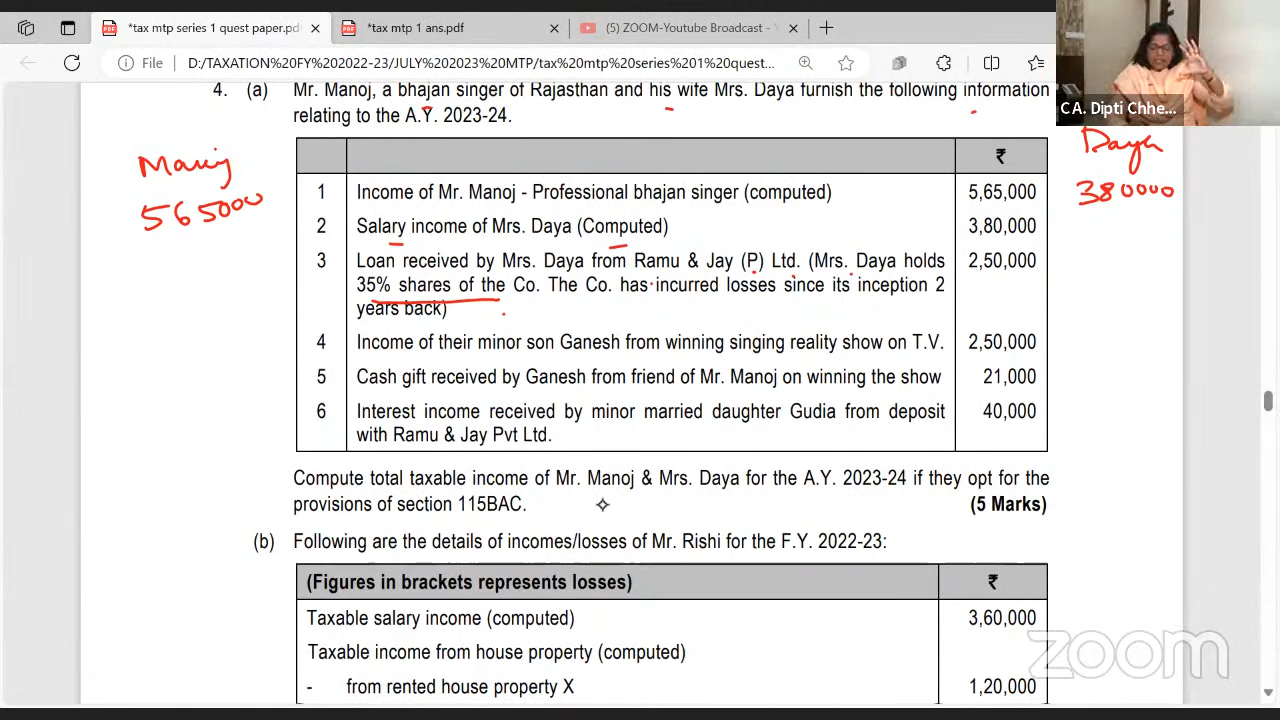 *tax mtp series 1 quest paper.pdf
*tax mtp 1 ans.pdf
(5) ZOOM-Youtube Broadcast - Y
File D:/TAXATION%20FY%202022-23/JULY%202023%20MTP/tax%20mtp%20series%201%20quest...
4. (a) Mr. Manoj, a bhajan singer of Rajasthan and his wife Mrs. Daya furnish the following information
relating to the A.Y. 2023-24.
C A. Dipti Chhe...
Manoj
565000
Daya
380000
₹
1 Income of Mr. Manoj - Professional bhajan singer (computed) 5,65,000
2 Salary income of Mrs. Daya (Computed) 3,80,000
3 Loan received by Mrs. Daya from Ramu & Jay (P) Ltd. (Mrs. Daya holds 2,50,000
35% shares of the Co. The Co. has incurred losses since its inception 2
years back)
4 Income of their minor son Ganesh from winning singing reality show on T.V. 2,50,000
5 Cash gift received by Ganesh from friend of Mr. Manoj on winning the show 21,000
6 Interest income received by minor married daughter Gudia from deposit 40,000
with Ramu & Jay Pvt Ltd.
Compute total taxable income of Mr. Manoj & Mrs. Daya for the A.Y. 2023-24 if they opt for the
provisions of section 115BAC. (5 Marks)
(b) Following are the details of incomes/losses of Mr. Rishi for the F.Y. 2022-23:
(Figures in brackets represents losses) ₹
Taxable salary income (computed) 3,60,000
Taxable income from house property (computed)
- from rented house property X 1,20,000
zoom